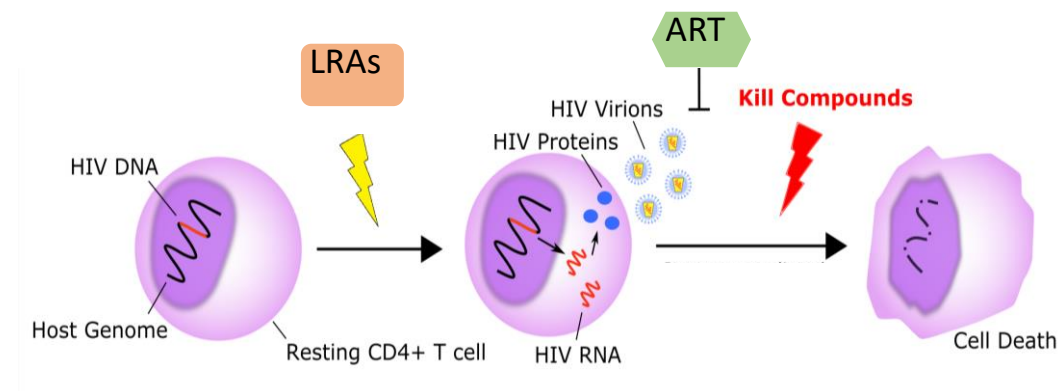 ART
LRAs
Kill Compounds
HIV Virions
HIV Proteins
HIV DNA
Host Genome
Resting CD4+ T cell
HIV RNA
Cell Death